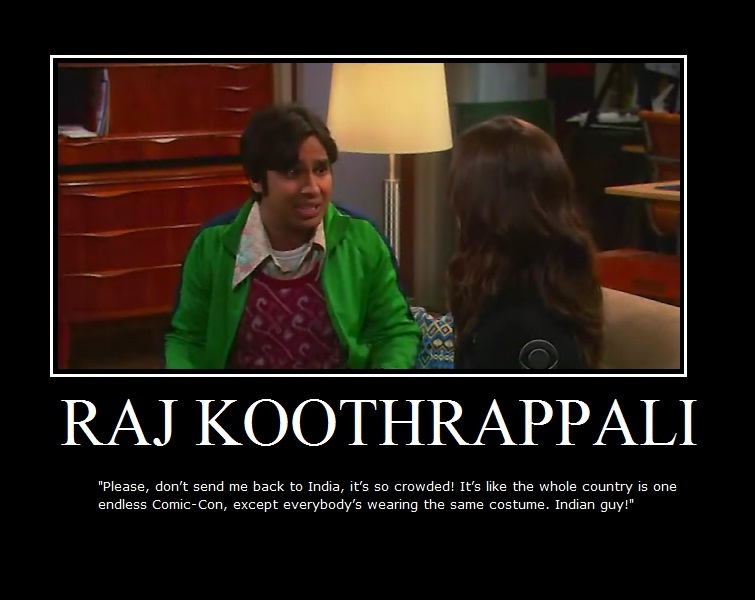 RAJ KOOTHRAPPALI
"Please, don’t send me back to India, it’s so crowded! It’s like the whole country is one
endless Comic-Con, except everybody’s wearing the same costume. Indian guy!"